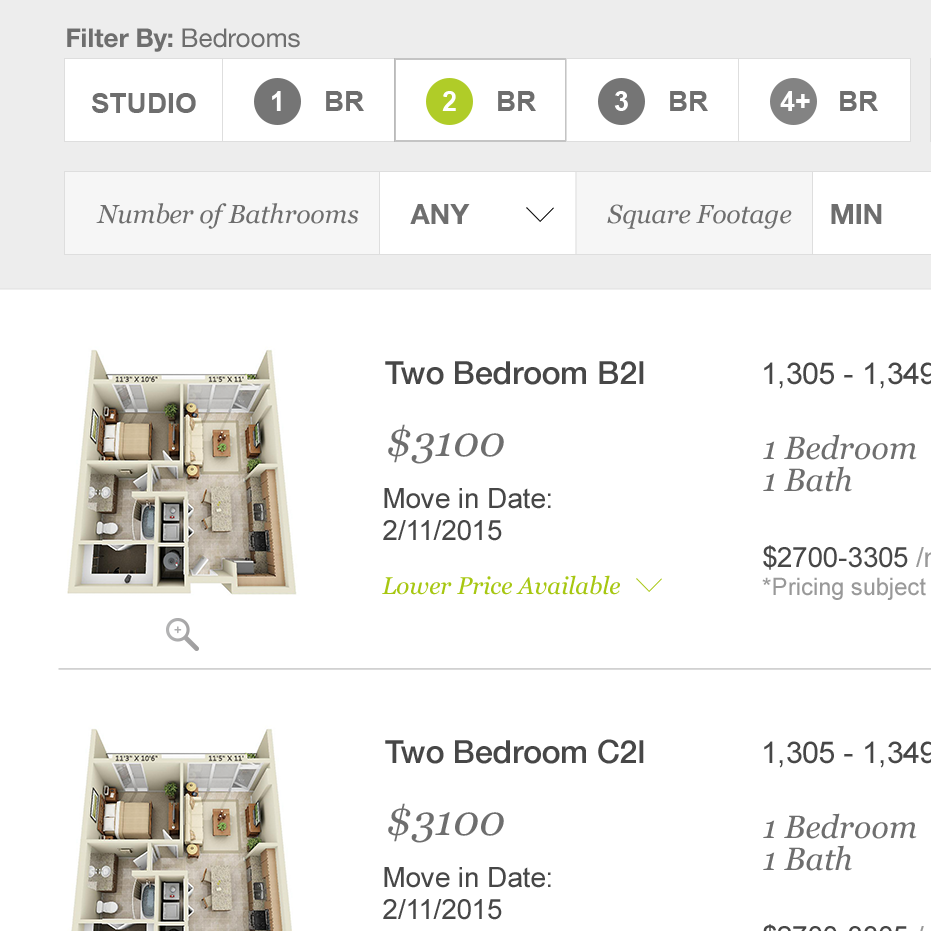 Filter By: Bedrooms
STUDIO 1 BR 2 BR 3 BR 4+ BR
Number of Bathrooms ANY Square Footage MIN
Two Bedroom B2I 1,305 - 1,349
11'3" X 10'6" 11'5" X 11'
$3100
1 Bedroom
1 Bath
Move in Date:
2/11/2015
$2700-3305
*Pricing subject
Lower Price Available
Two Bedroom C2I 1,305 - 1,349
11'3" X 10'6" 11'5" X 11'
$3100
1 Bedroom
1 Bath
Move in Date:
2/11/2015